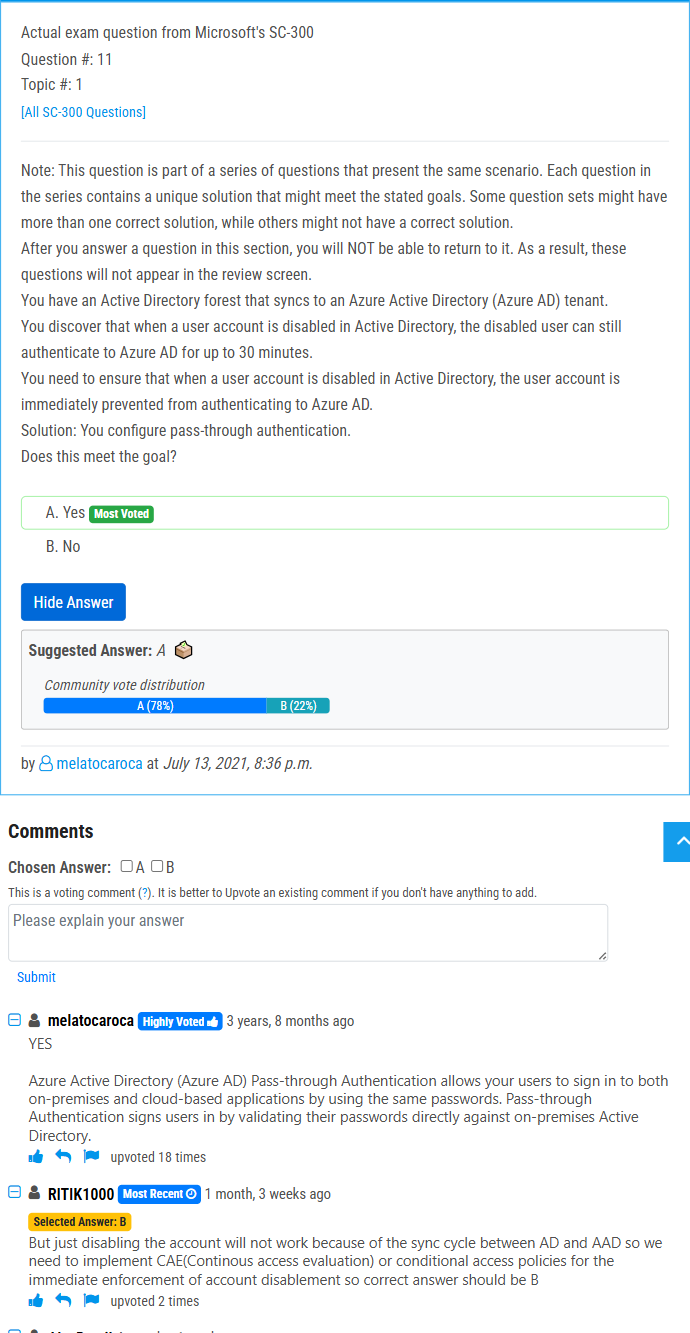 Actual exam question from Microsoft's SC-300
Question #: 11
Topic #: 1
[All SC-300 Questions]
Note: This question is part of a series of questions that present the same scenario. Each question in
the series contains a unique solution that might meet the stated goals. Some question sets might have
more than one correct solution, while others might not have a correct solution.
After you answer a question in this section, you will NOT be able to return to it. As a result, these
questions will not appear in the review screen.
You have an Active Directory forest that syncs to an Azure Active Directory (Azure AD) tenant.
You discover that when a user account is disabled in Active Directory, the disabled user can still
authenticate to Azure AD for up to 30 minutes.
You need to ensure that when a user account is disabled in Active Directory, the user account is
immediately prevented from authenticating to Azure AD.
Solution: You configure pass-through authentication.
Does this meet the goal?
A. Yes Most Voted
B. No
Hide Answer
Suggested Answer: A
Community vote distribution
A (78%) B (22%)
by melatocaroca at July 13, 2021, 8:36 p.m.
Comments
Chosen Answer: A B
This is a voting comment (?). It is better to Upvote an existing comment if you don't have anything to add.
Please explain your answer
Submit
melatocaroca Highly Voted 3 years, 8 months ago
YES
Azure Active Directory (Azure AD) Pass-through Authentication allows your users to sign in to both
on-premises and cloud-based applications by using the same passwords. Pass-through
Authentication signs users in by validating their passwords directly against on-premises Active
Directory.
upvoted 18 times
RITIK1000 Most Recent 1 month, 3 weeks ago
Selected Answer: B
But just disabling the account will not work because of the sync cycle between AD and AAD so we
need to implement CAE(Continous access evaluation) or conditional access policies for the
immediate enforcement of account disablement so correct answer should be B
upvoted 2 times